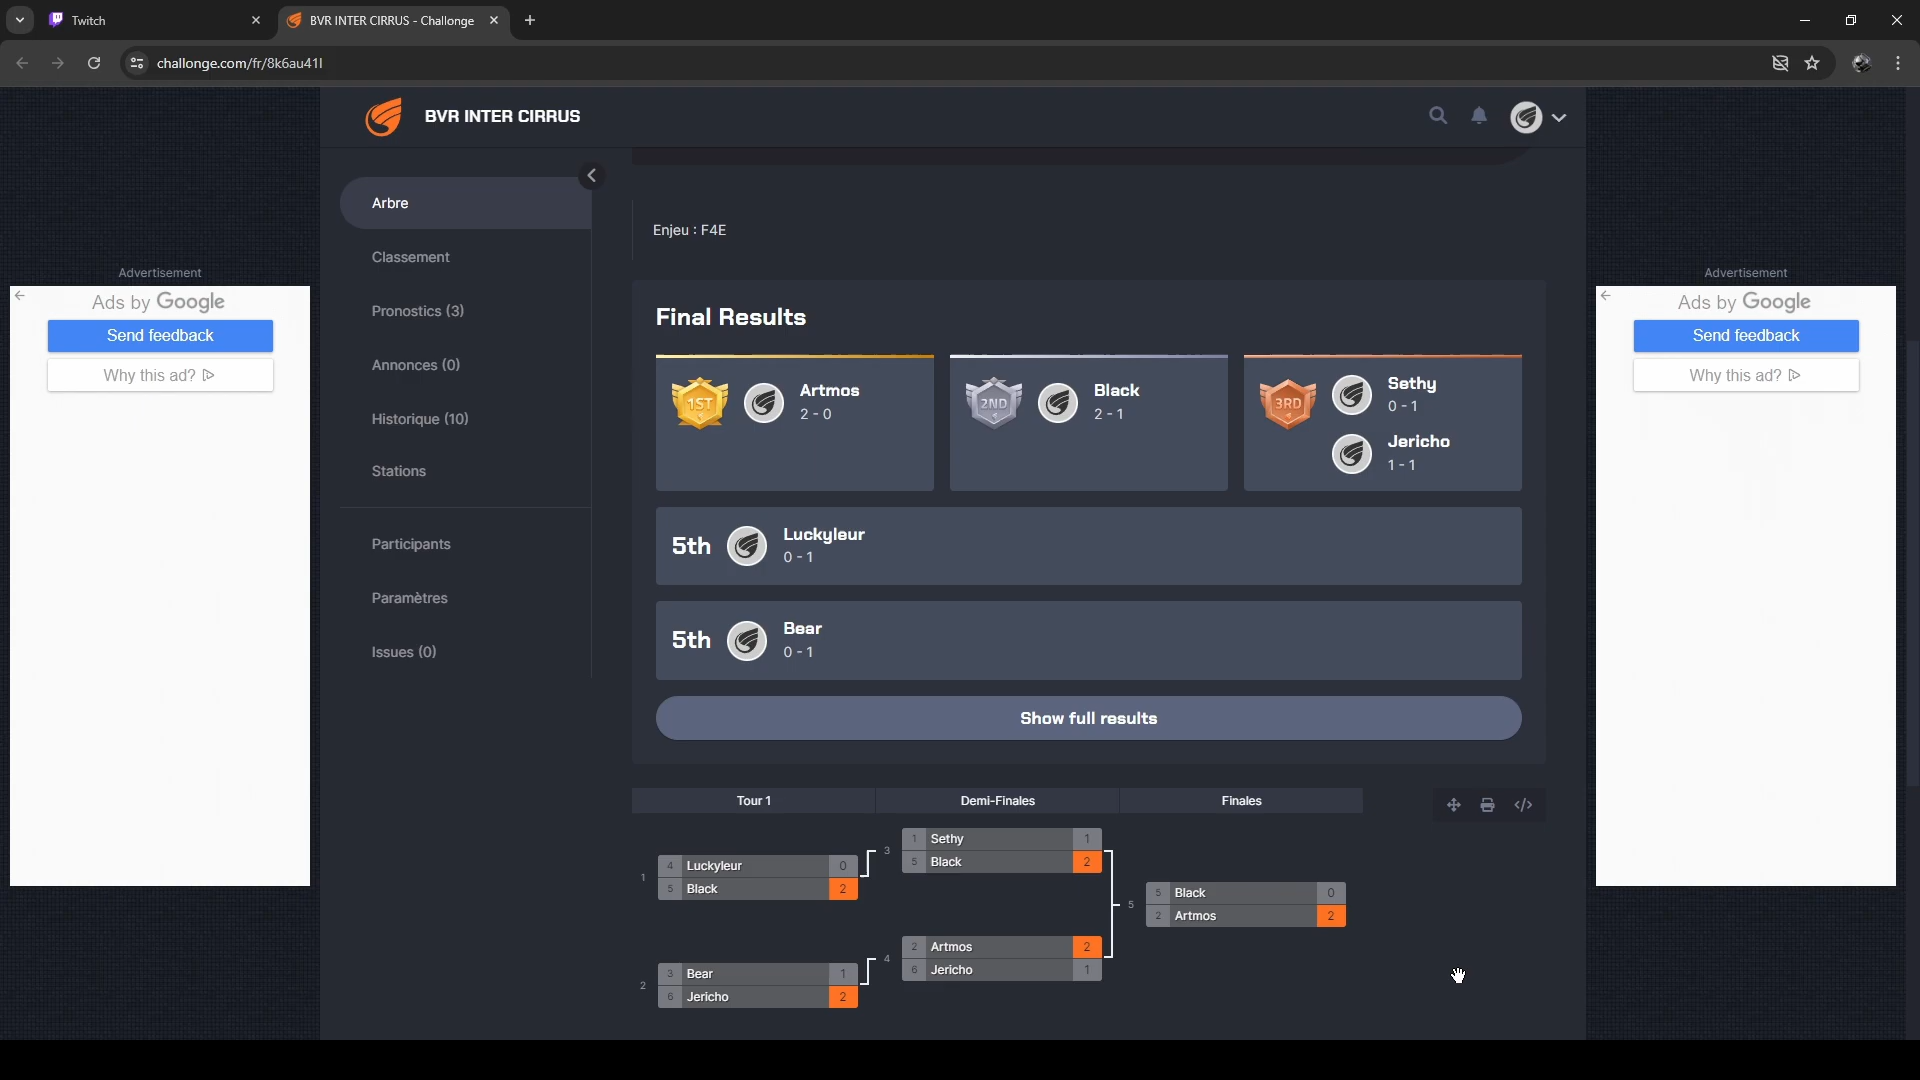 Twitch
BVR INTER CIRRUS - Challonge
challonge.com/fr/8k6au41l
BVR INTER CIRRUS
Arbre
Classement
Pronostics (3)
Annonces (0)
Historique (10)
Stations
Participants
Paramètres
Issues (0)
Advertisement
Ads by Google
Send feedback
Why this ad?
Enjeu : F4E
Final Results
1ST
Artmos
2 - 0
2ND
Black
2 - 1
3RD
Sethy
0 - 1
Jericho
1 - 1
5th
Luckyleur
0 - 1
5th
Bear
0 - 1
Show full results
Tour 1
Demi-Finales
Finales
1
4 Luckyleur 0
5 Black 2
2
3 Bear 1
6 Jericho 2
3
1 Sethy 1
5 Black 2
4
2 Artmos 2
6 Jericho 1
5
5 Black 0
2 Artmos 2
Advertisement
Ads by Google
Send feedback
Why this ad?